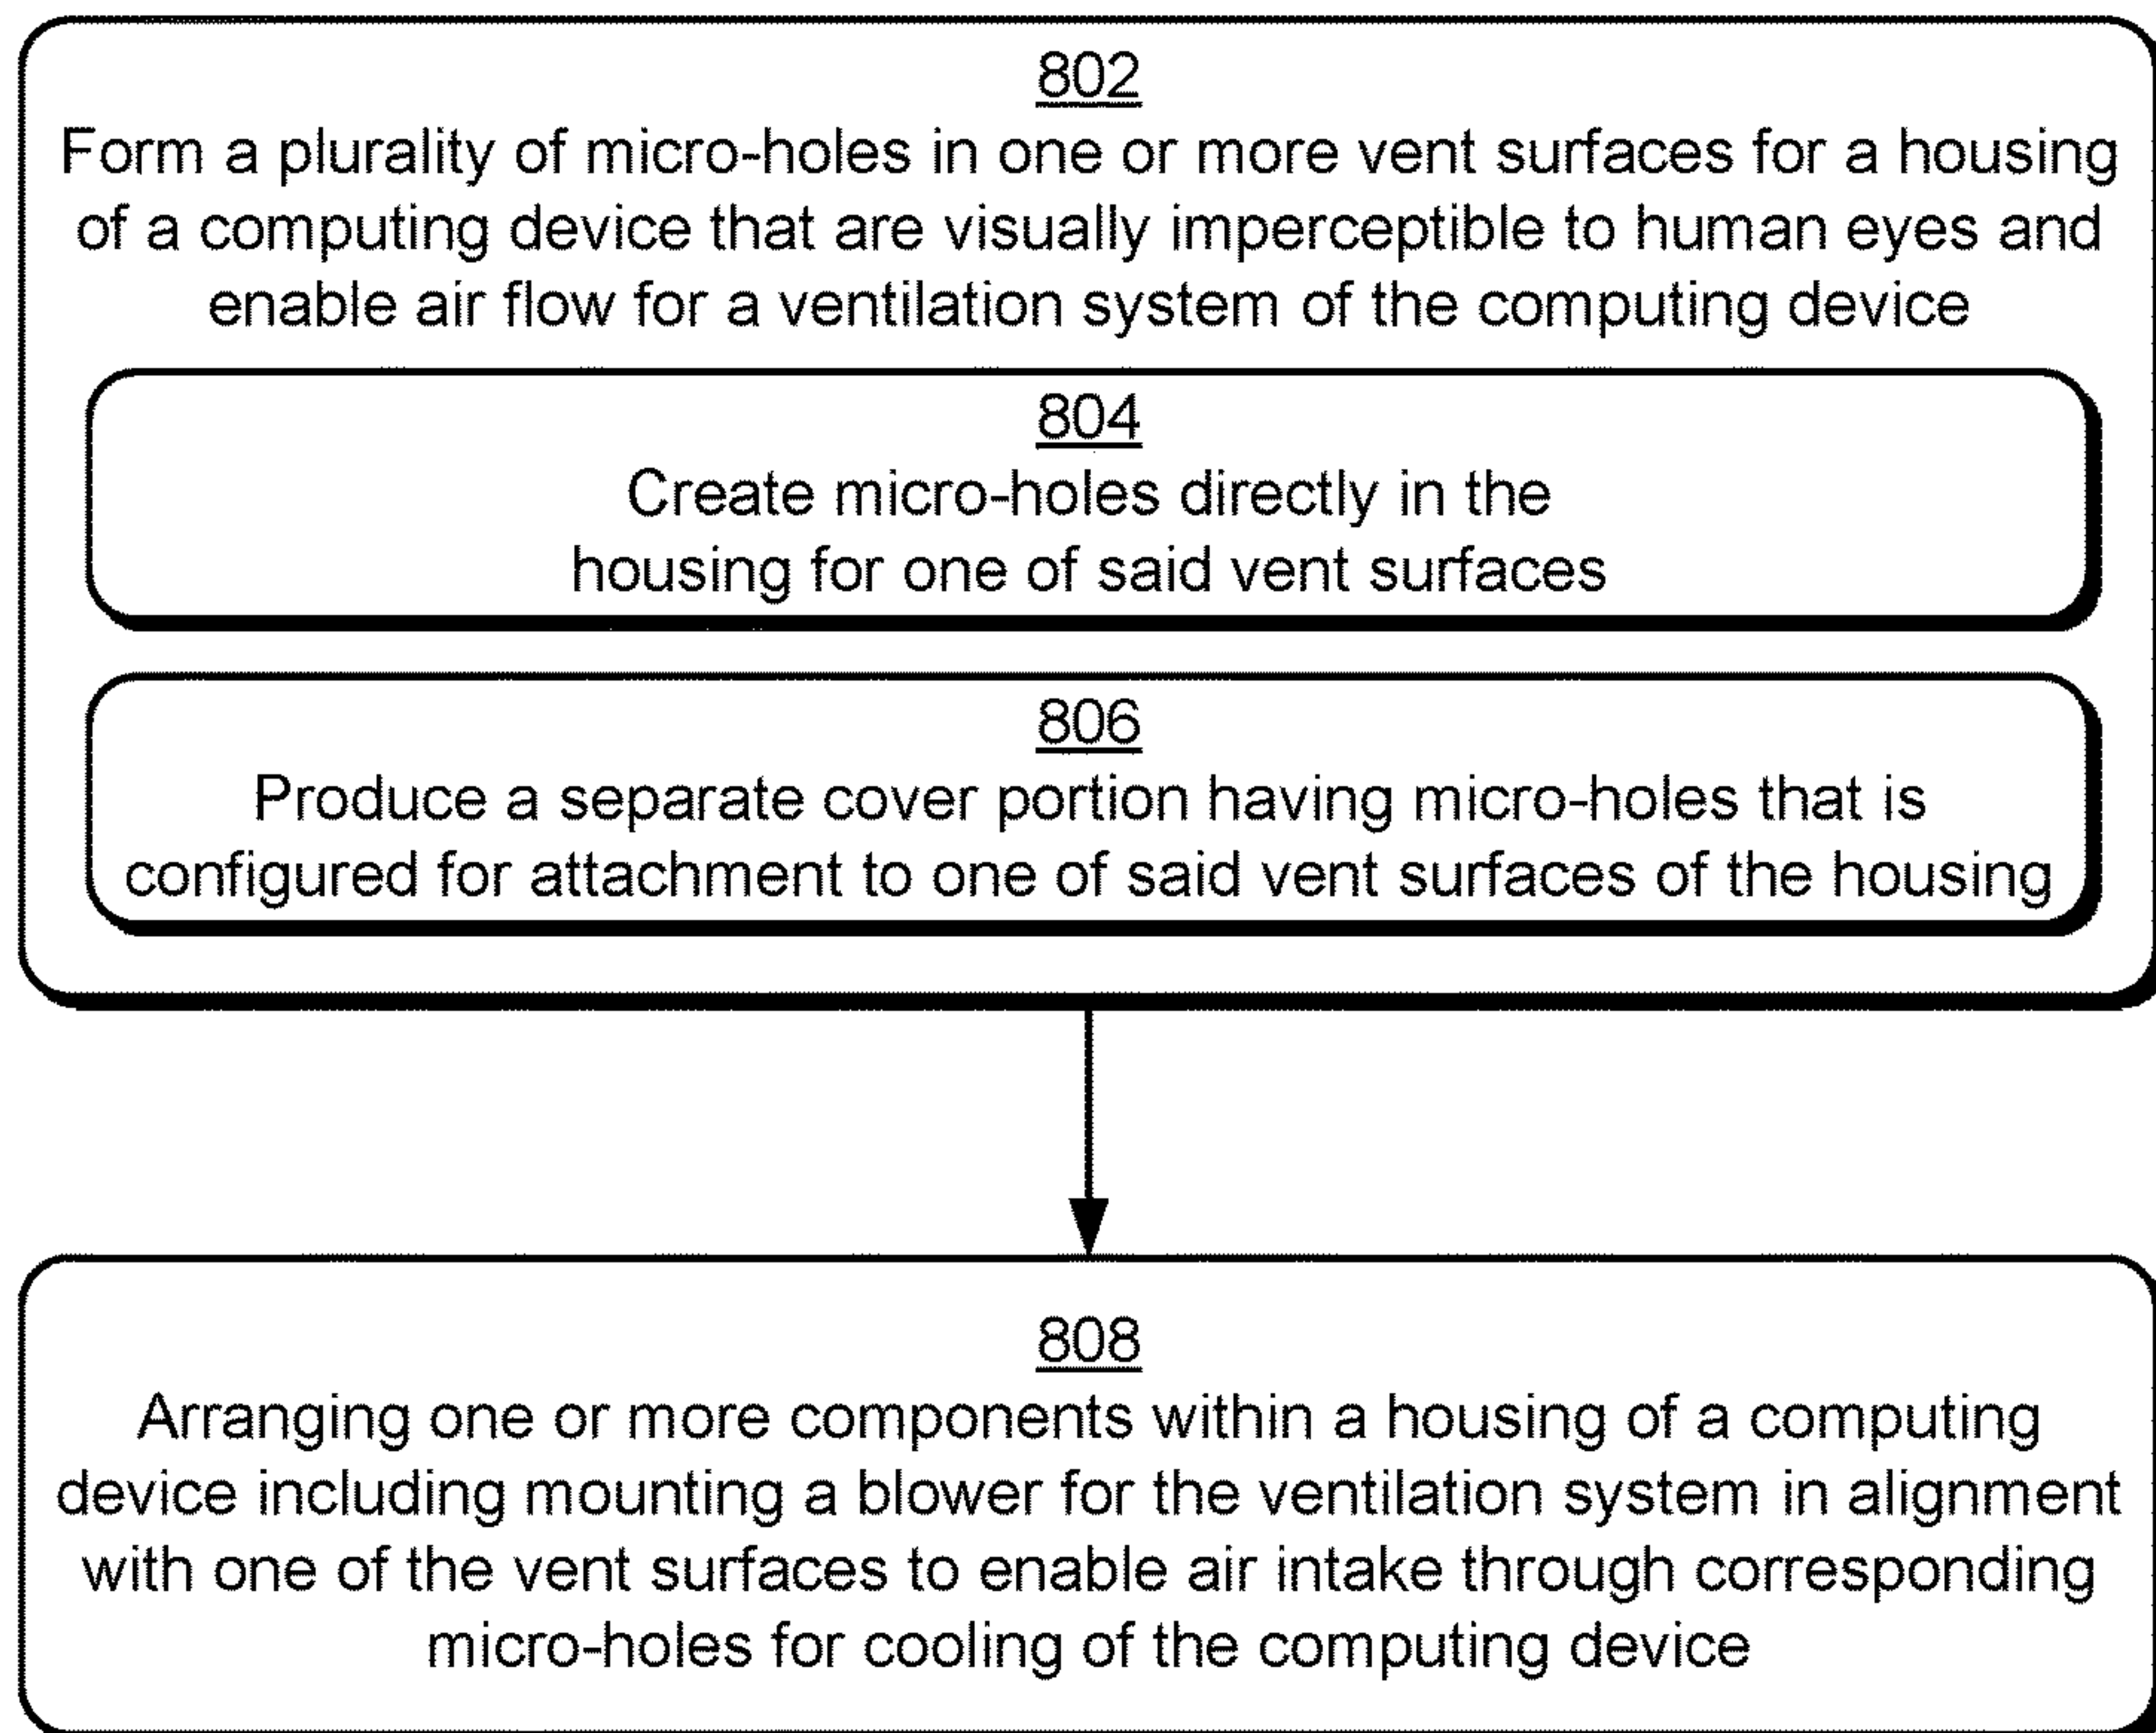 802
Form a plurality of micro-holes in one or more vent surfaces for a housing
of a computing device that are visually imperceptible to human eyes and
enable air flow for a ventilation system of the computing device
804
Create micro-holes directly in the
housing for one of said vent surfaces
806
Produce a separate cover portion having micro-holes that is
configured for attachment to one of said vent surfaces of the housing
808
Arranging one or more components within a housing of a computing
device including mounting a blower for the ventilation system in alignment
with one of the vent surfaces to enable air intake through corresponding
micro-holes for cooling of the computing device